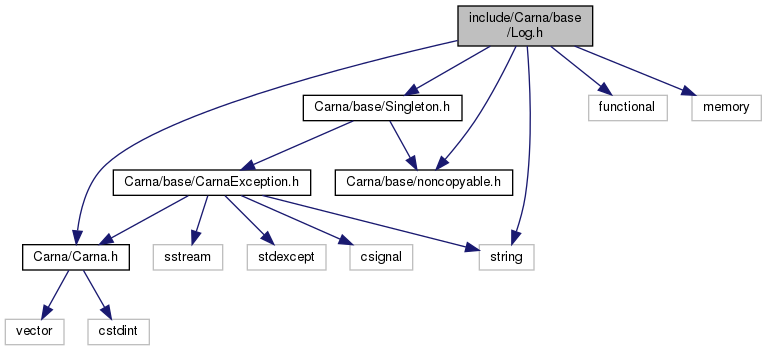 include/Carna/base
/Log.h
Carna/base/Singleton.h
functional
memory
Carna/base/CarnaException.h
Carna/base/noncopyable.h
Carna/Carna.h
sstream
stdexcept
csignal
string
vector
cstdint